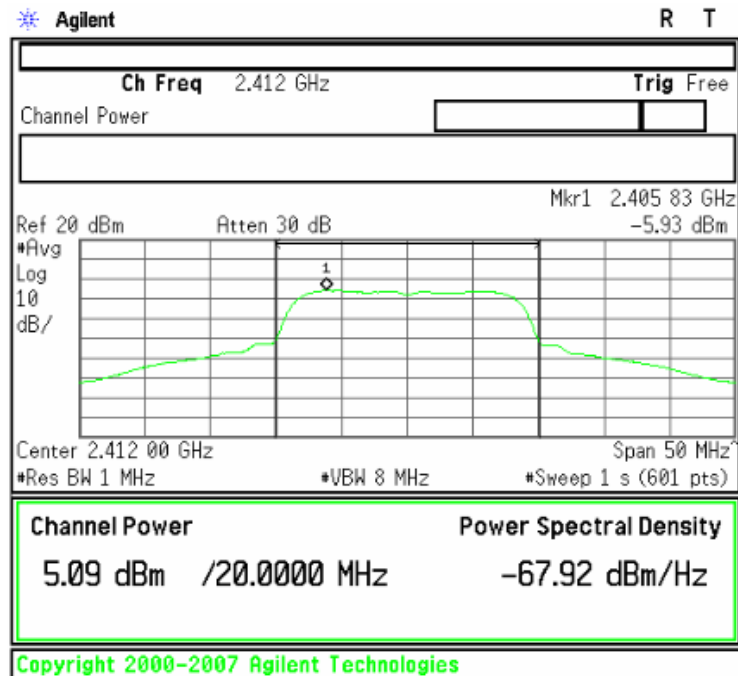 Agilent R T
Ch Freq 2.412 GHz Trig Free
Channel Power
Mkr1 2.405 83 GHz
Ref 20 dBm Atten 30 dB -5.93 dBm
#Avg
Log
10
dB/
1
Center 2.412 00 GHz Span 50 MHz^
#Res BW 1 MHz #VBW 8 MHz #Sweep 1 s (601 pts)
Channel Power Power Spectral Density
5.09 dBm /20.0000 MHz -67.92 dBm/Hz
Copyright 2000-2007 Agilent Technologies